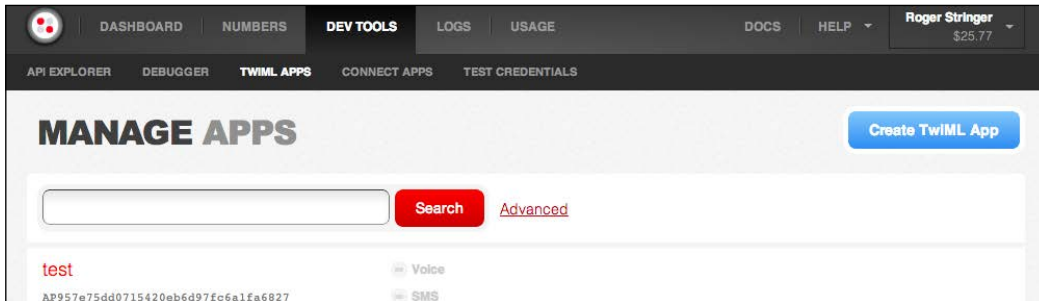 DASHBOARD NUMBERS DEV TOOLS LOGS USAGE DOCS HELP Roger Stringer
$25.77
API EXPLORER DEBUGGER TWIML APPS CONNECT APPS TEST CREDENTIALS
MANAGE APPS
Create TwiML App
Search Advanced
test Voice
AP957e75dd0715420eb6d97fc6a1fa6827 SMS